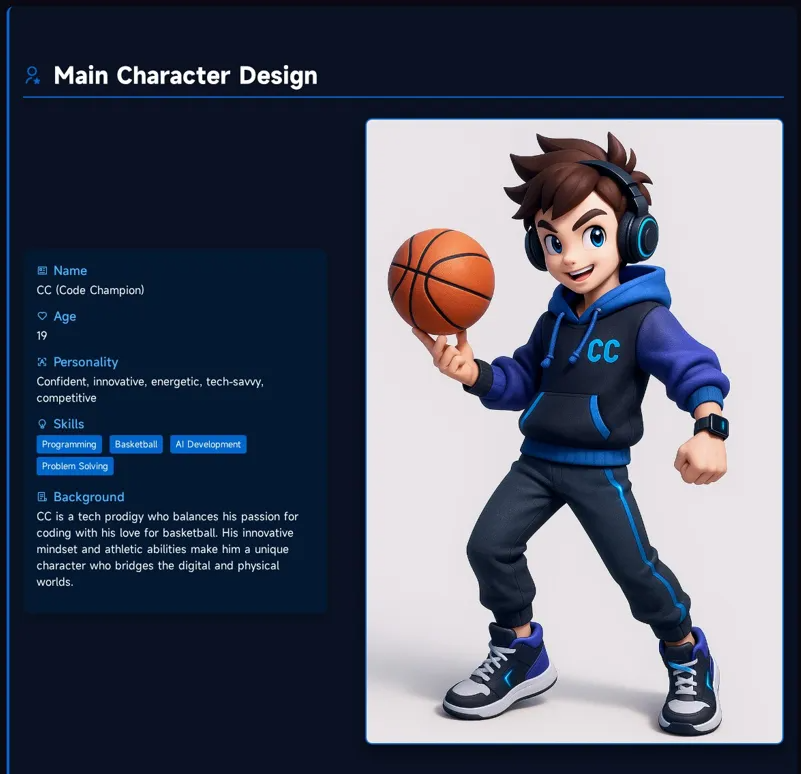 Main Character Design
Name
CC (Code Champion)
Age
19
Personality
Confident, innovative, energetic, tech-savvy,
competitive
Skills
Programming Basketball AI Development
Problem Solving
Background
CC is a tech prodigy who balances his passion for
coding with his love for basketball. His innovative
mindset and athletic abilities make him a unique
character who bridges the digital and physical
worlds.
CC